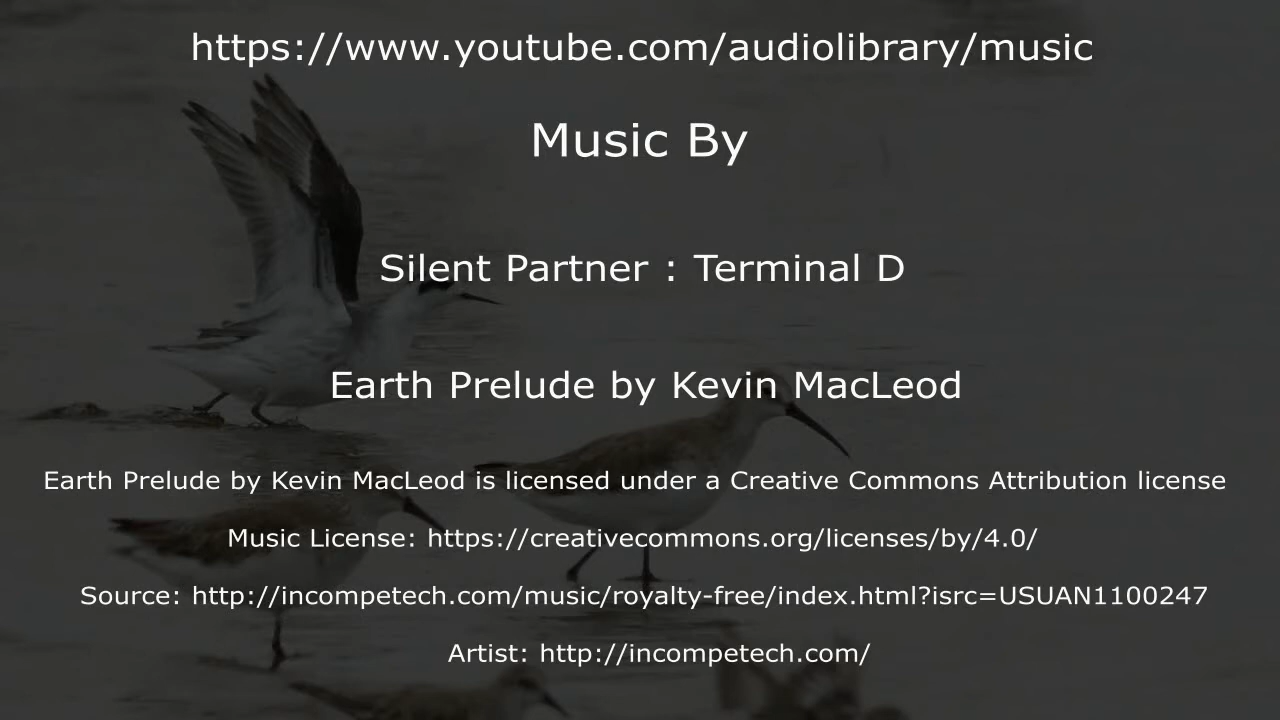 https://www.youtube.com/audiolibrary/music
Music By
Silent Partner : Terminal D
Earth Prelude by Kevin MacLeod
Earth Prelude by Kevin MacLeod is licensed under a Creative Commons Attribution license
Music License: https://creativecommons.org/licenses/by/4.0/
Source: http://incompetech.com/music/royalty-free/index.html?isrc=USUAN1100247
Artist: http://incompetech.com/